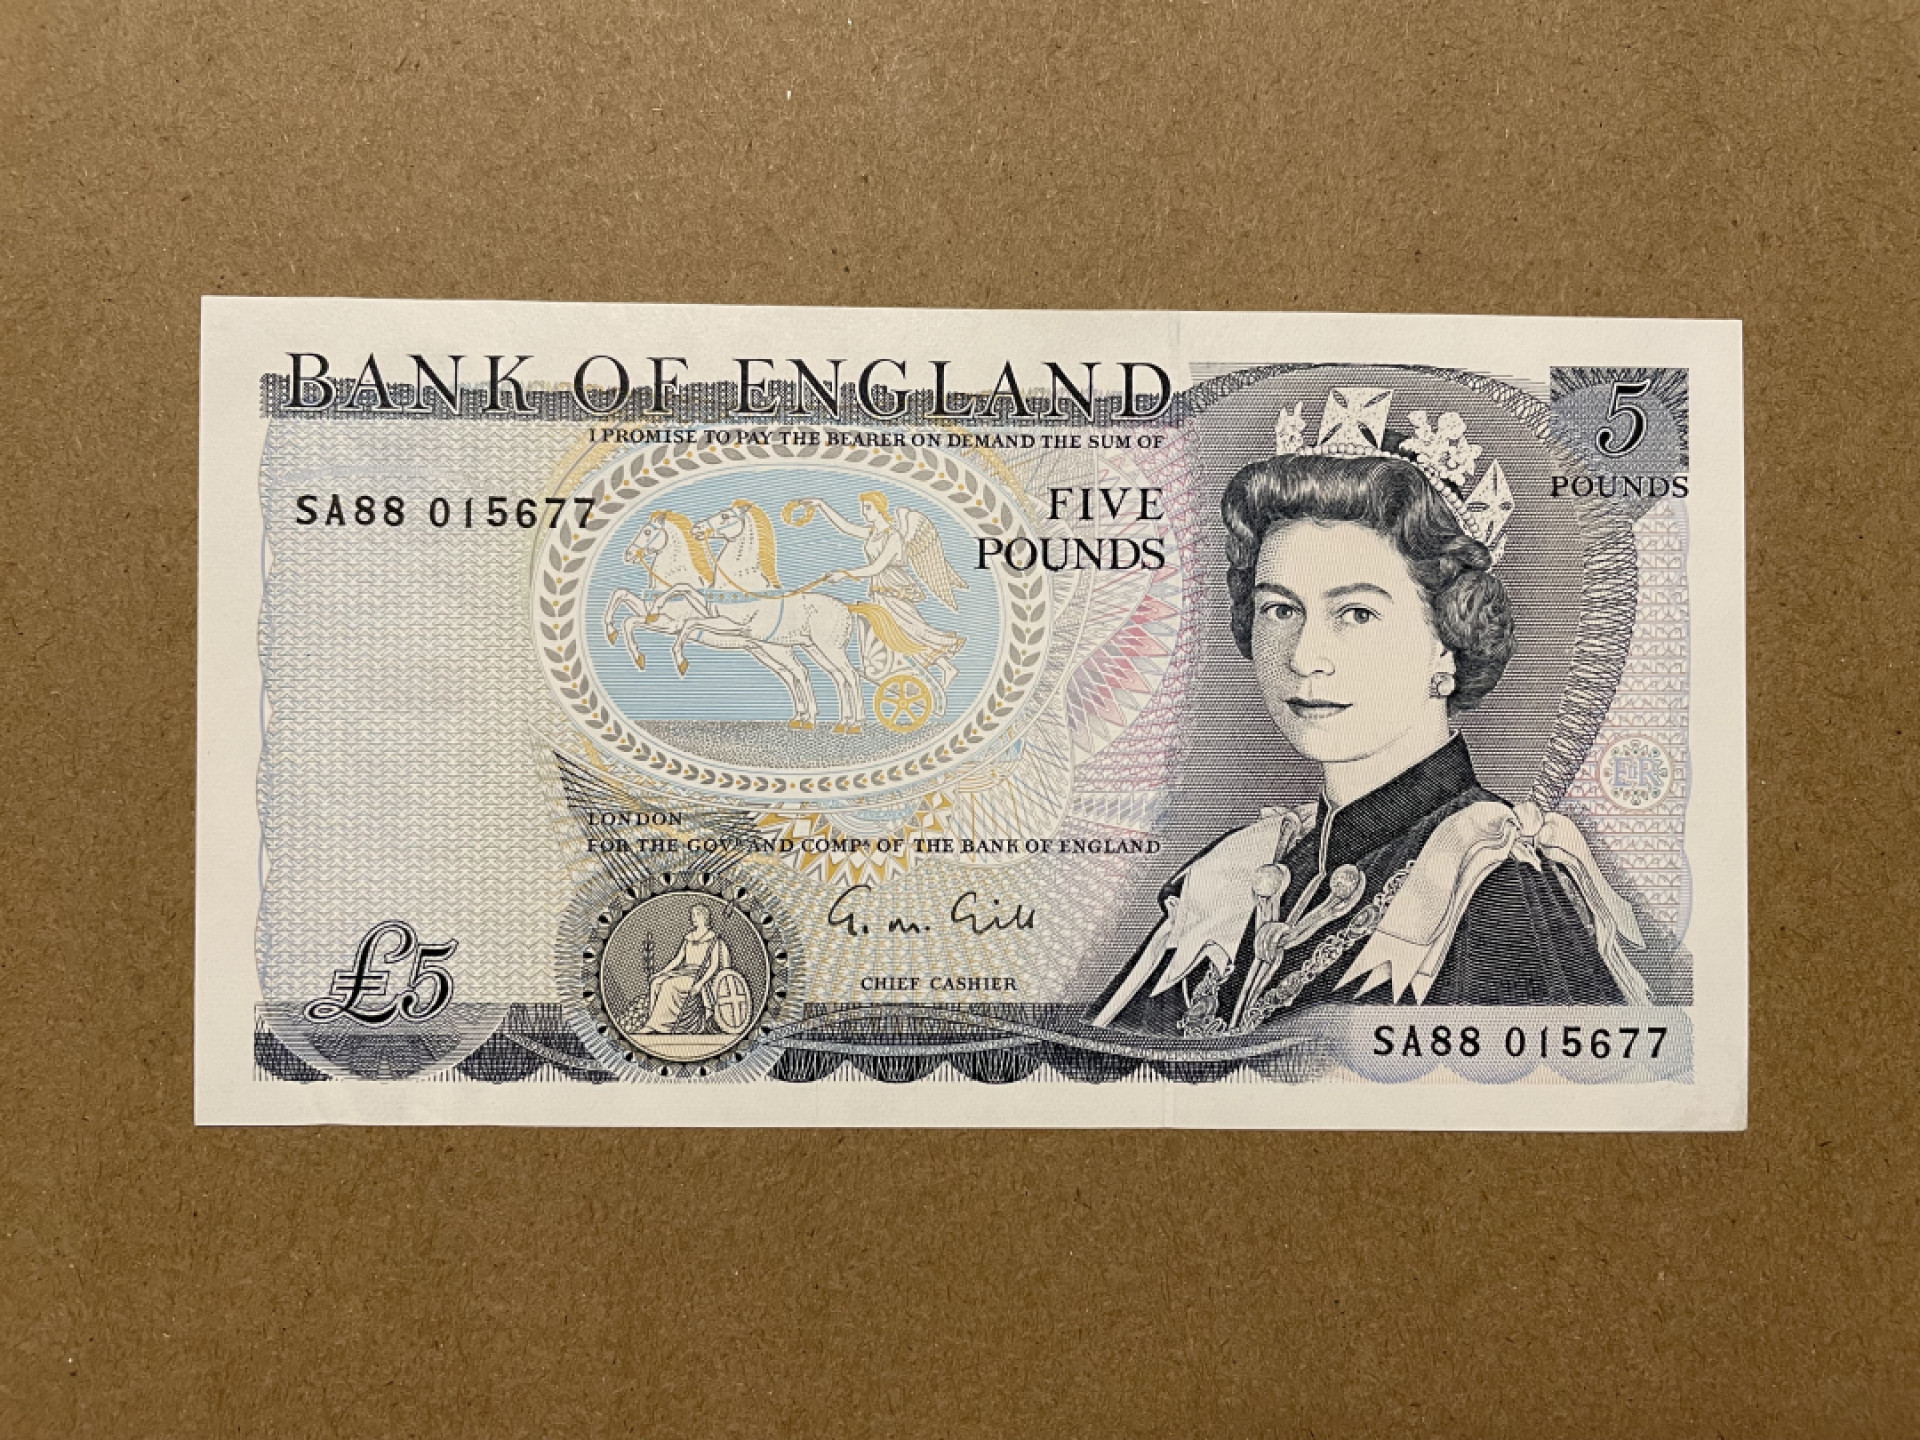 BANK OF ENGLAND
I PROMISE TO PAY THE BEARER ON DEMAND THE SUM OF
5
POUNDS
SA88 015677
FIVE
POUNDS
EIIR
LONDON
FOR THE GOVR AND COMPA OF THE BANK OF ENGLAND
G. M. Gill
CHIEF CASHIER
£5
SA88 015677